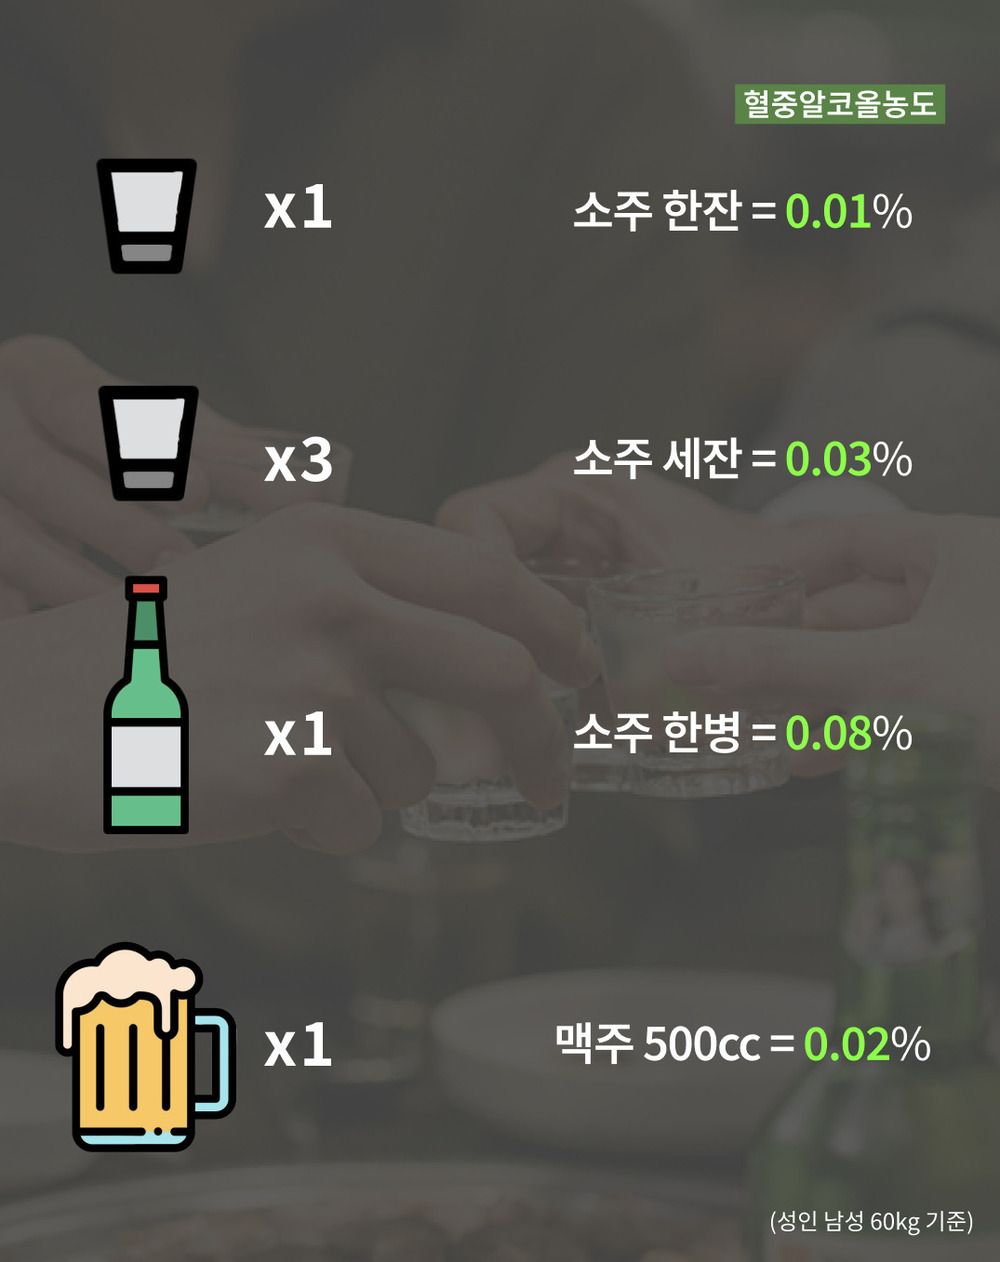 혈중알코올농도
x1 소주 한잔 = 0.01%
x3 소주 세잔 = 0.03%
x1 소주 한병 = 0.08%
x1 맥주 500cc = 0.02%
(성인 남성 60kg 기준)